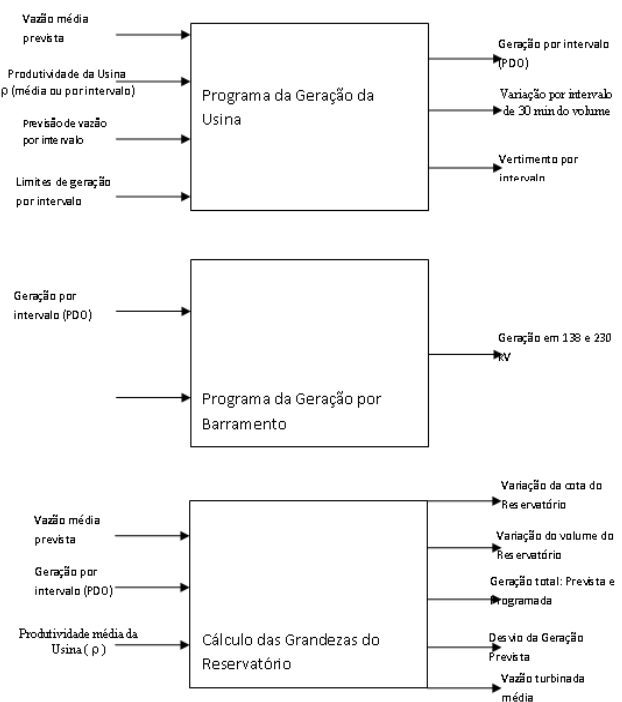 Vazão média
prevista
Produtividade da Usina
ρ (média ou por intervalo)
Previsão de vazão
por intervalo
Limites de geração
por intervalo
Programa da Geração da
Usina
Geração por intervalo
(PDO)
Variação por intervalo
de 30 min do volume
Vertimento por
intervalo
Geração por
intervalo (PDO)
Programa da Geração por
Barramento
Geração em 138 e 230
KV
Vazão média
prevista
Geração por
intervalo (PDO)
Produtividade média da
Usina ( ρ )
Cálculo das Grandezas do
Reservatório
Variação da cota do
Reservatório
Variação do volume do
Reservatório
Geração total: Prevista e
Programada
Desvio da Geração
Prevista
Vazão turbinada
média